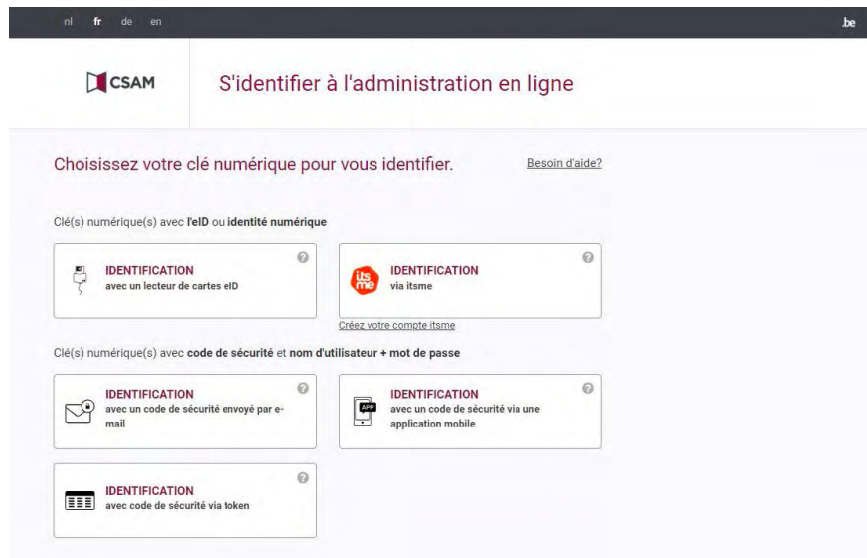 nl fr de en
.be
CSAM
S'identifier à l'administration en ligne
Choisissez votre clé numérique pour vous identifier.
Besoin d'aide?
Clé(s) numérique(s) avec l'eID ou identité numérique
?
IDENTIFICATION
avec un lecteur de cartes eID
?
its
me
IDENTIFICATION
via itsme
Créez votre compte itsme
Clé(s) numérique(s) avec code de sécurité et nom d'utilisateur + mot de passe
?
IDENTIFICATION
avec un code de sécurité envoyé par e-
mail
?
APP
IDENTIFICATION
avec un code de sécurité via une
application mobile
?
IDENTIFICATION
avec code de sécurité via token